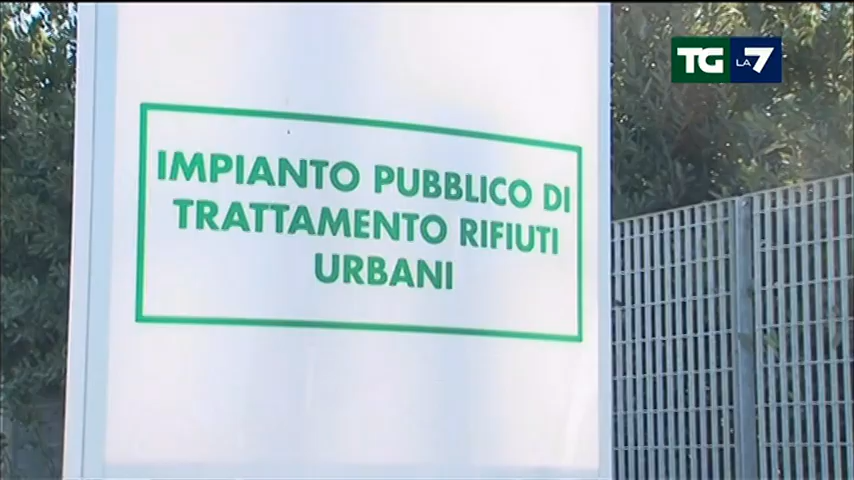 TG LA 7
IMPIANTO PUBBLICO DI
TRATTAMENTO RIFIUTI
URBANI